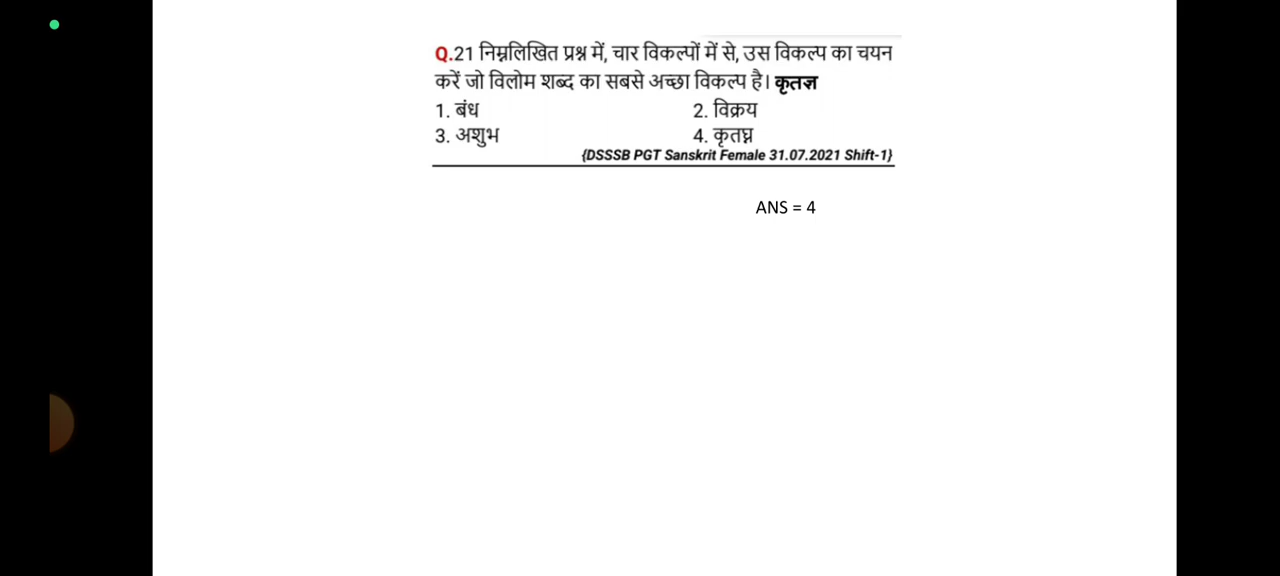 Q.21 निम्नलिखित प्रश्न में, चार विकल्पों में से, उस विकल्प का चयन
करें जो विलोम शब्द का सबसे अच्छा विकल्प है। कृतज्ञ
1. बंध 2. विक्रय
3. अशुभ 4. कृतघ्न
{DSSSB PGT Sanskrit Female 31.07.2021 Shift-1}
ANS = 4